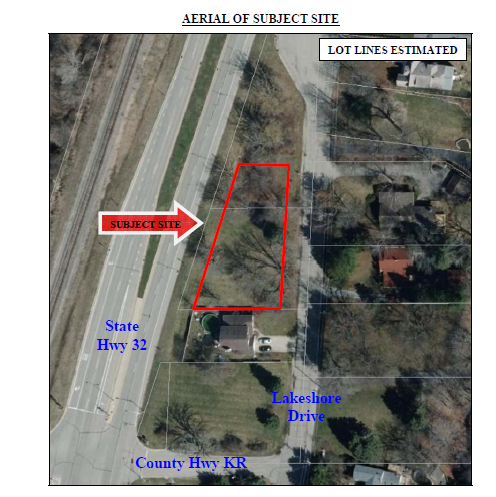 AERIAL OF SUBJECT SITE
LOT LINES ESTIMATED
SUBJECT SITE
State
Hwy 32
Lakeshore
Drive
County Hwy KR